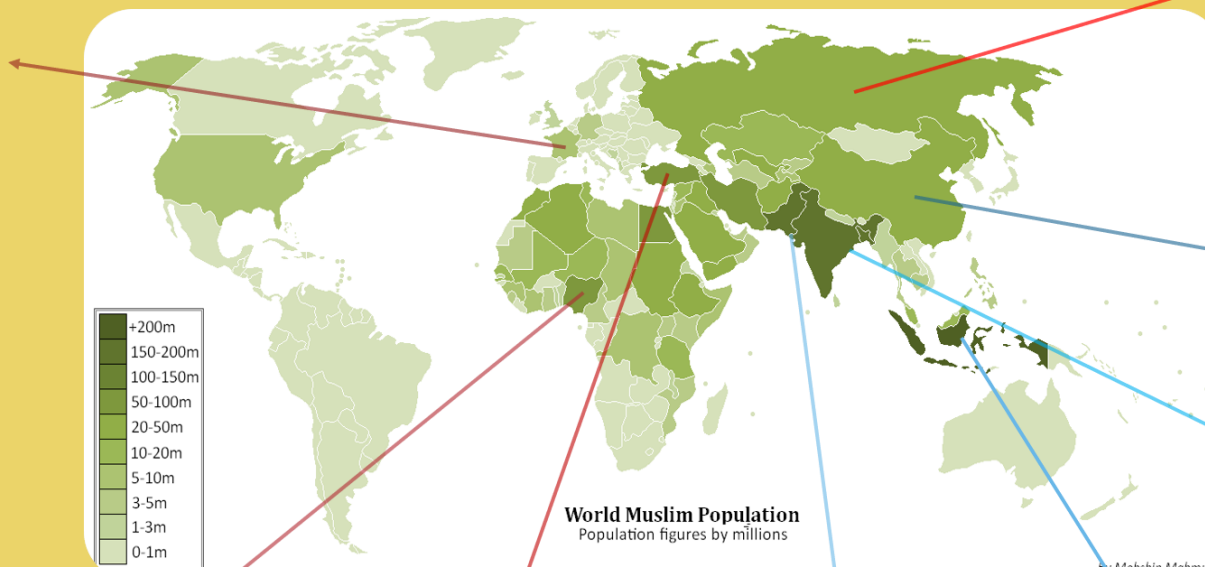 +200m
150-200m
100-150m
50-100m
20-50m
10-20m
5-10m
3-5m
1-3m
0-1m
World Muslim Population
Population figures by millions